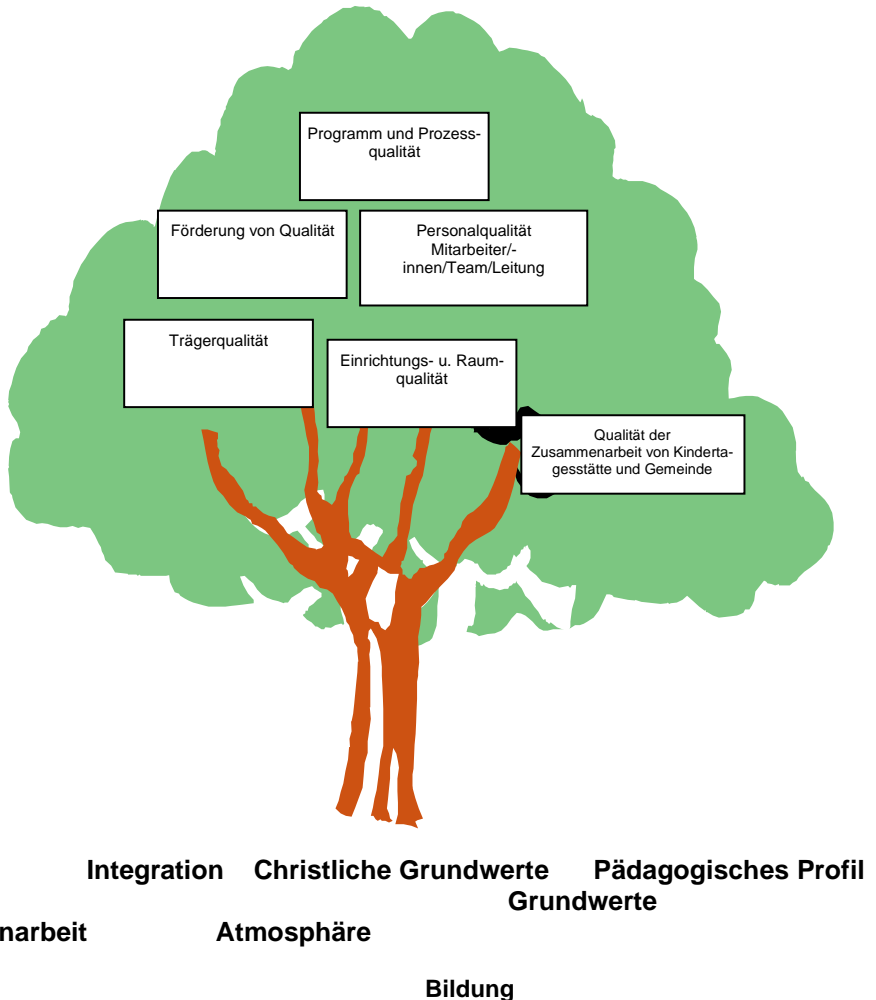 Programm und Prozess-
qualität
Förderung von Qualität
Personalqualität
Mitarbeiter/-
innen/Team/Leitung
Trägerqualität
Einrichtungs- u. Raum-
qualität
Qualität der
Zusammenarbeit von Kinderta-
gesstätte und Gemeinde
Integration Christliche Grundwerte Pädagogisches Profil
Grundwerte
narbeit Atmosphäre
Bildung